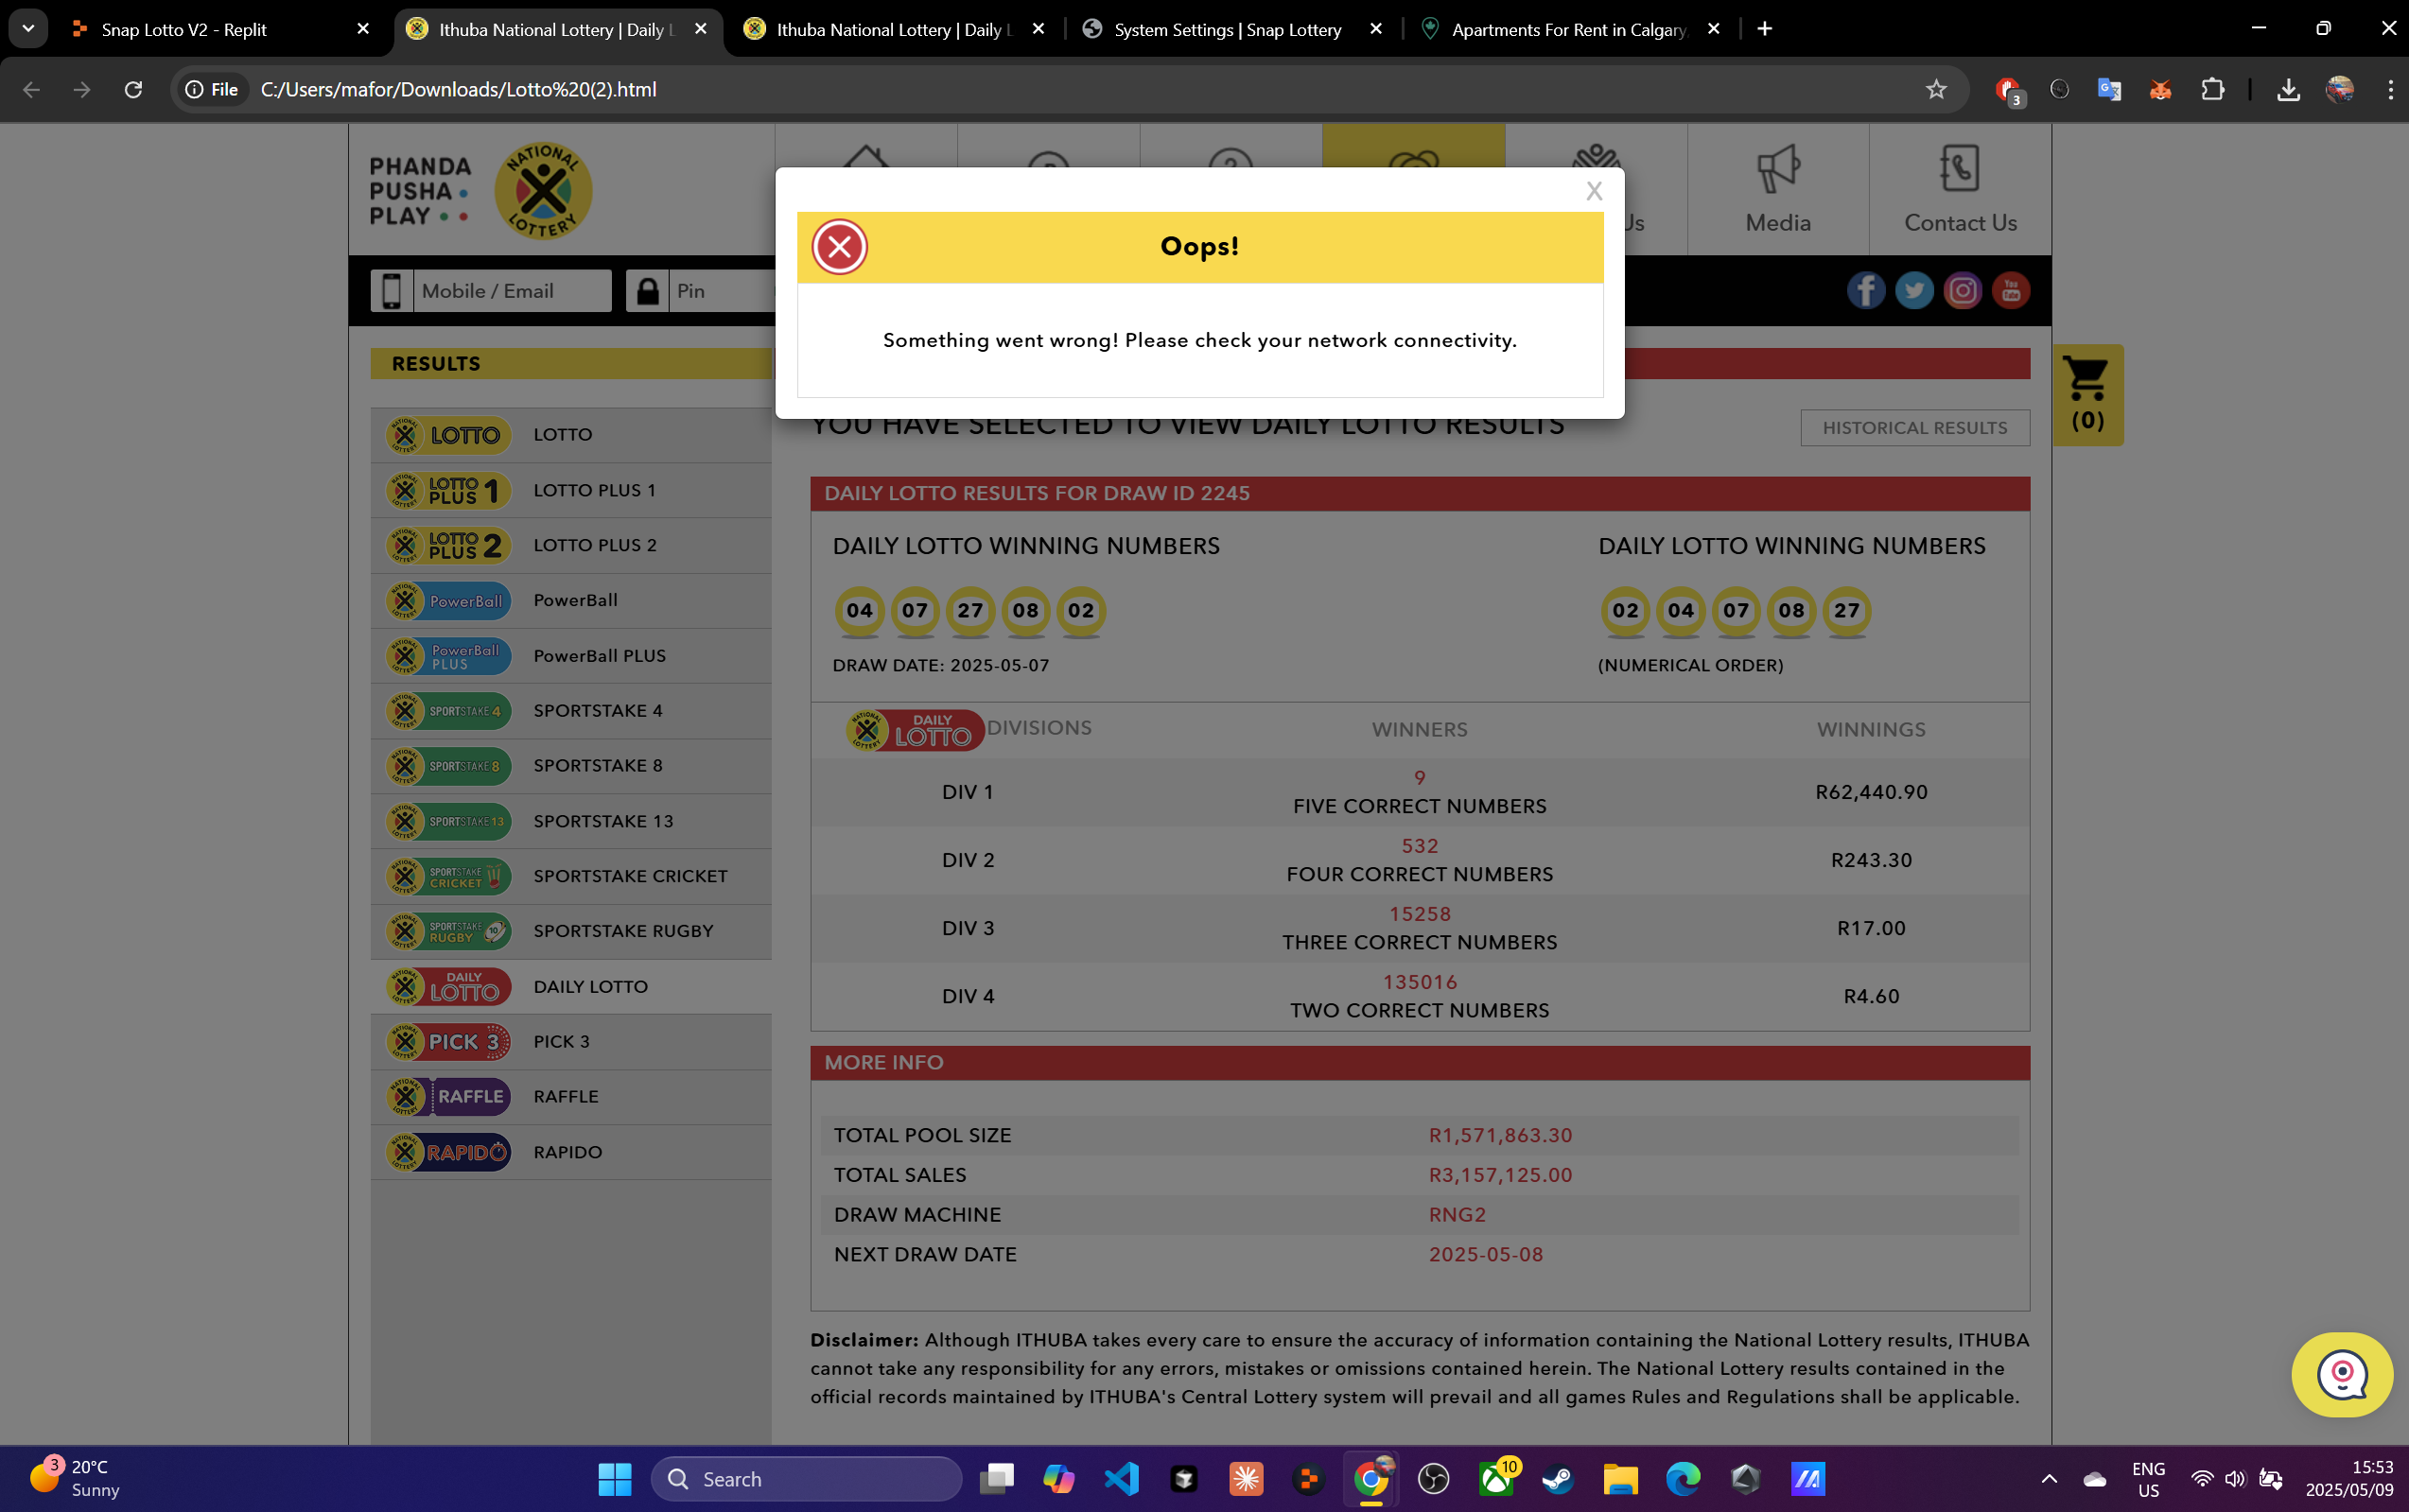 Snap Lotto V2 - Replit
Ithuba National Lottery | Daily L
Ithuba National Lottery | Daily L
System Settings | Snap Lottery
Apartments For Rent in Calgary,
File
C:/Users/mafor/Downloads/Lotto%20(2).html
3
PHANDA
PUSHA
PLAY
NATIONAL
LOTTERY
Us
Media
Contact Us
Mobile / Email
Pin
You
Tube
X
Oops!
Something went wrong! Please check your network connectivity.
(0)
RESULTS
LOTTO LOTTO
LOTTO PLUS 1 LOTTO PLUS 1
LOTTO PLUS 2 LOTTO PLUS 2
PowerBall PowerBall
PowerBall PLUS PowerBall PLUS
SPORTSTAKE 4 SPORTSTAKE 4
SPORTSTAKE 8 SPORTSTAKE 8
SPORTSTAKE 13 SPORTSTAKE 13
SPORTSTAKE CRICKET SPORTSTAKE CRICKET
SPORTSTAKE RUGBY 10 SPORTSTAKE RUGBY
DAILY LOTTO DAILY LOTTO
PICK 3 PICK 3
RAFFLE RAFFLE
RAPIDO RAPIDO
YOU HAVE SELECTED TO VIEW DAILY LOTTO RESULTS
HISTORICAL RESULTS
DAILY LOTTO RESULTS FOR DRAW ID 2245
DAILY LOTTO WINNING NUMBERS
04 07 27 08 02
DRAW DATE: 2025-05-07
DAILY LOTTO WINNING NUMBERS
02 04 07 08 27
(NUMERICAL ORDER)
NATIONAL LOTTERY DAILY LOTTO DIVISIONS WINNERS WINNINGS
DIV 1 9 FIVE CORRECT NUMBERS R62,440.90
DIV 2 532 FOUR CORRECT NUMBERS R243.30
DIV 3 15258 THREE CORRECT NUMBERS R17.00
DIV 4 135016 TWO CORRECT NUMBERS R4.60
MORE INFO
TOTAL POOL SIZE R1,571,863.30
TOTAL SALES R3,157,125.00
DRAW MACHINE RNG2
NEXT DRAW DATE 2025-05-08
Disclaimer: Although ITHUBA takes every care to ensure the accuracy of information containing the National Lottery results, ITHUBA
cannot take any responsibility for any errors, mistakes or omissions contained herein. The National Lottery results contained in the
official records maintained by ITHUBA's Central Lottery system will prevail and all games Rules and Regulations shall be applicable.
3
20°C
Sunny
Search
10
ENG
US
15:53
2025/05/09